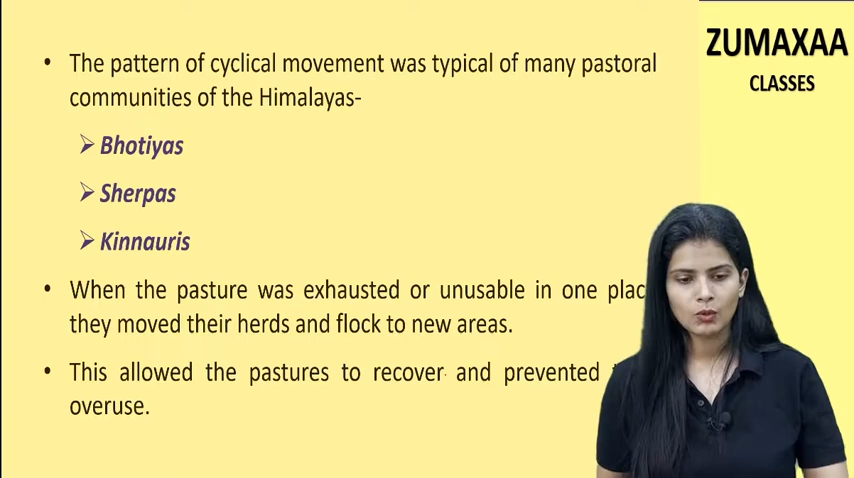 The pattern of cyclical movement was typical of many pastoral
communities of the Himalayas-
Bhotiyas
Sherpas
Kinnauris
When the pasture was exhausted or unusable in one plac
they moved their herds and flock to new areas.
This allowed the pastures to recover and prevented
overuse.
ZUMAXAA
CLASSES